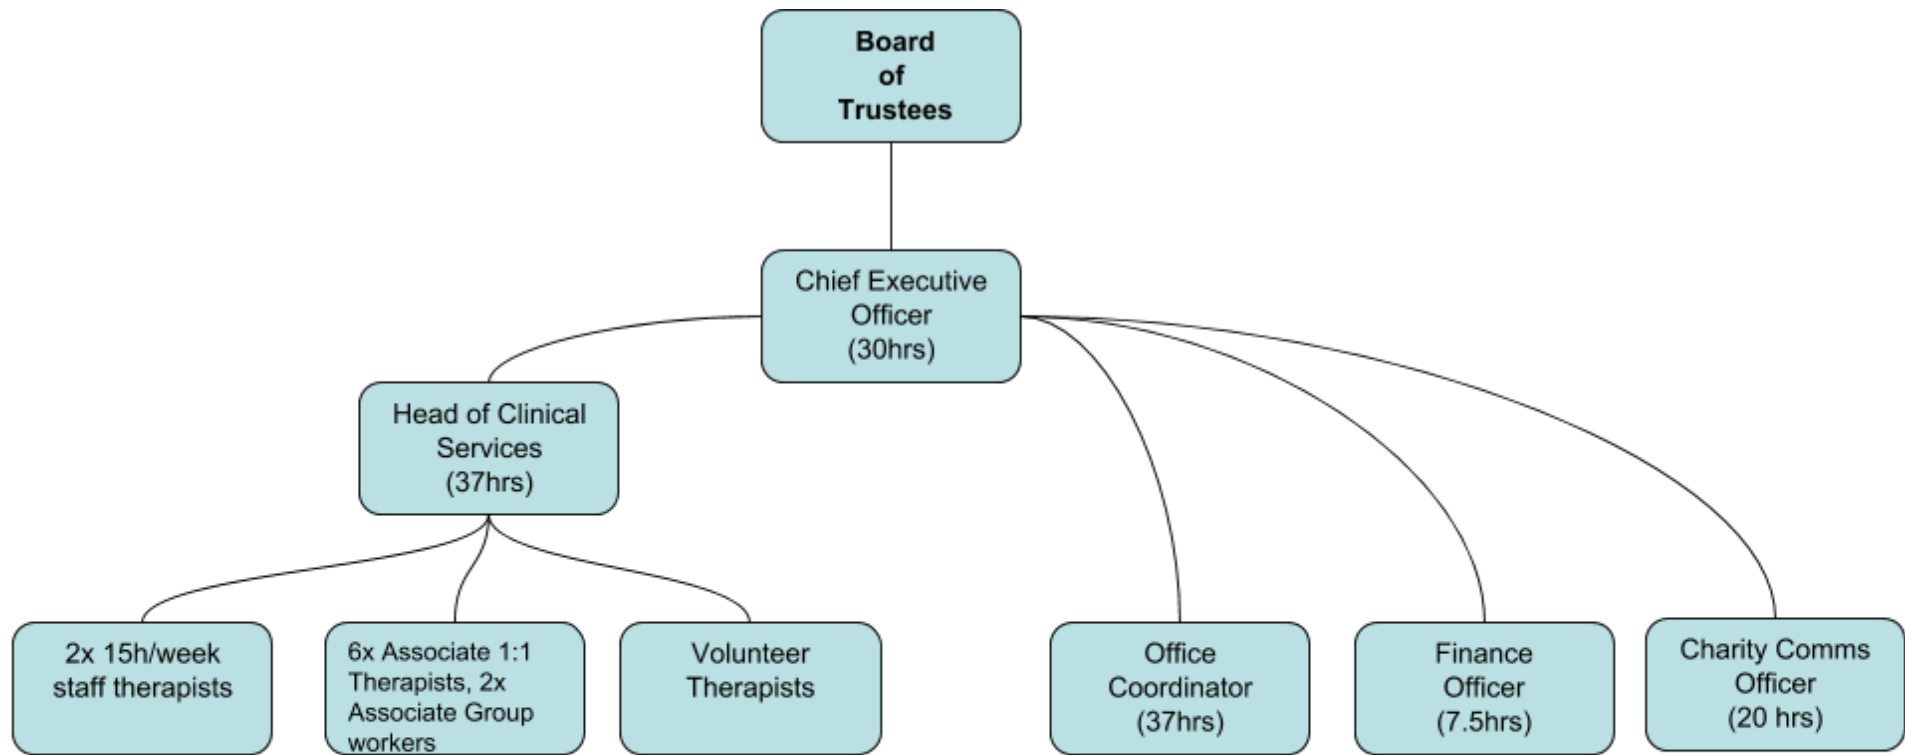 Board
of
Trustees
Chief Executive
Officer
(30hrs)
Head of Clinical
Services
(37hrs)
2x 15h/week
staff therapists
6x Associate 1:1
Therapists, 2x
Associate Group
workers
Volunteer
Therapists
Office
Coordinator
(37hrs)
Finance
Officer
(7.5hrs)
Charity Comms
Officer
(20 hrs)